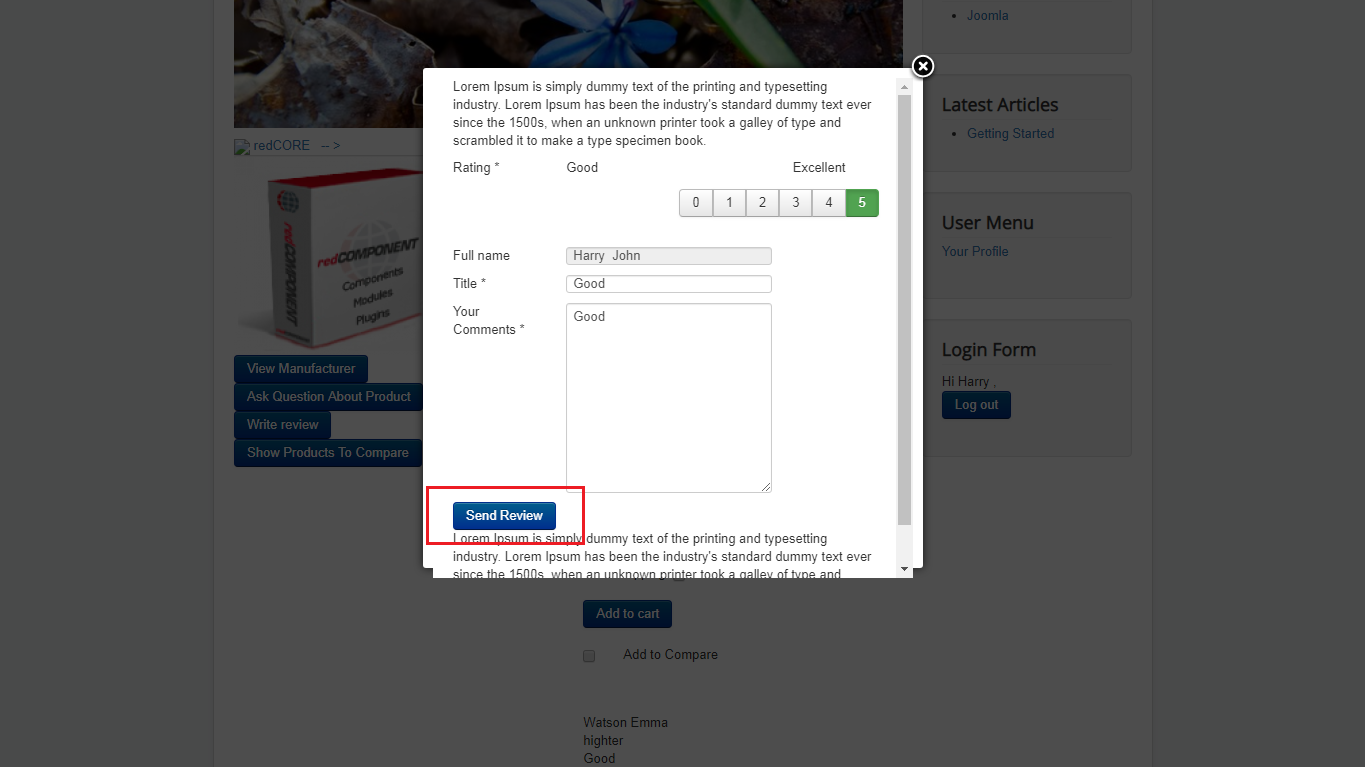 Joomla
Latest Articles
Getting Started
User Menu
Your Profile
Login Form
Hi Harry ,
Log out
redCORE -- >
redCOMPONENT
redCOMPONENT
Components
Modules
Plugins
View Manufacturer
Ask Question About Product
Write review
Show Products To Compare
Lorem Ipsum is simply dummy text of the printing and typesetting
industry. Lorem Ipsum has been the industry's standard dummy text ever
since the 1500s, when an unknown printer took a galley of type and
scrambled it to make a type specimen book.
Rating * Good Excellent
0 1 2 3 4 5
Full name Harry John
Title * Good
Your
Comments * Good
Send Review
Lorem Ipsum is simply dummy text of the printing and typesetting
industry. Lorem Ipsum has been the industry's standard dummy text ever
since the 1500s, when an unknown printer took a galley of type and
Add to cart
Add to Compare
Watson Emma
highter
Good